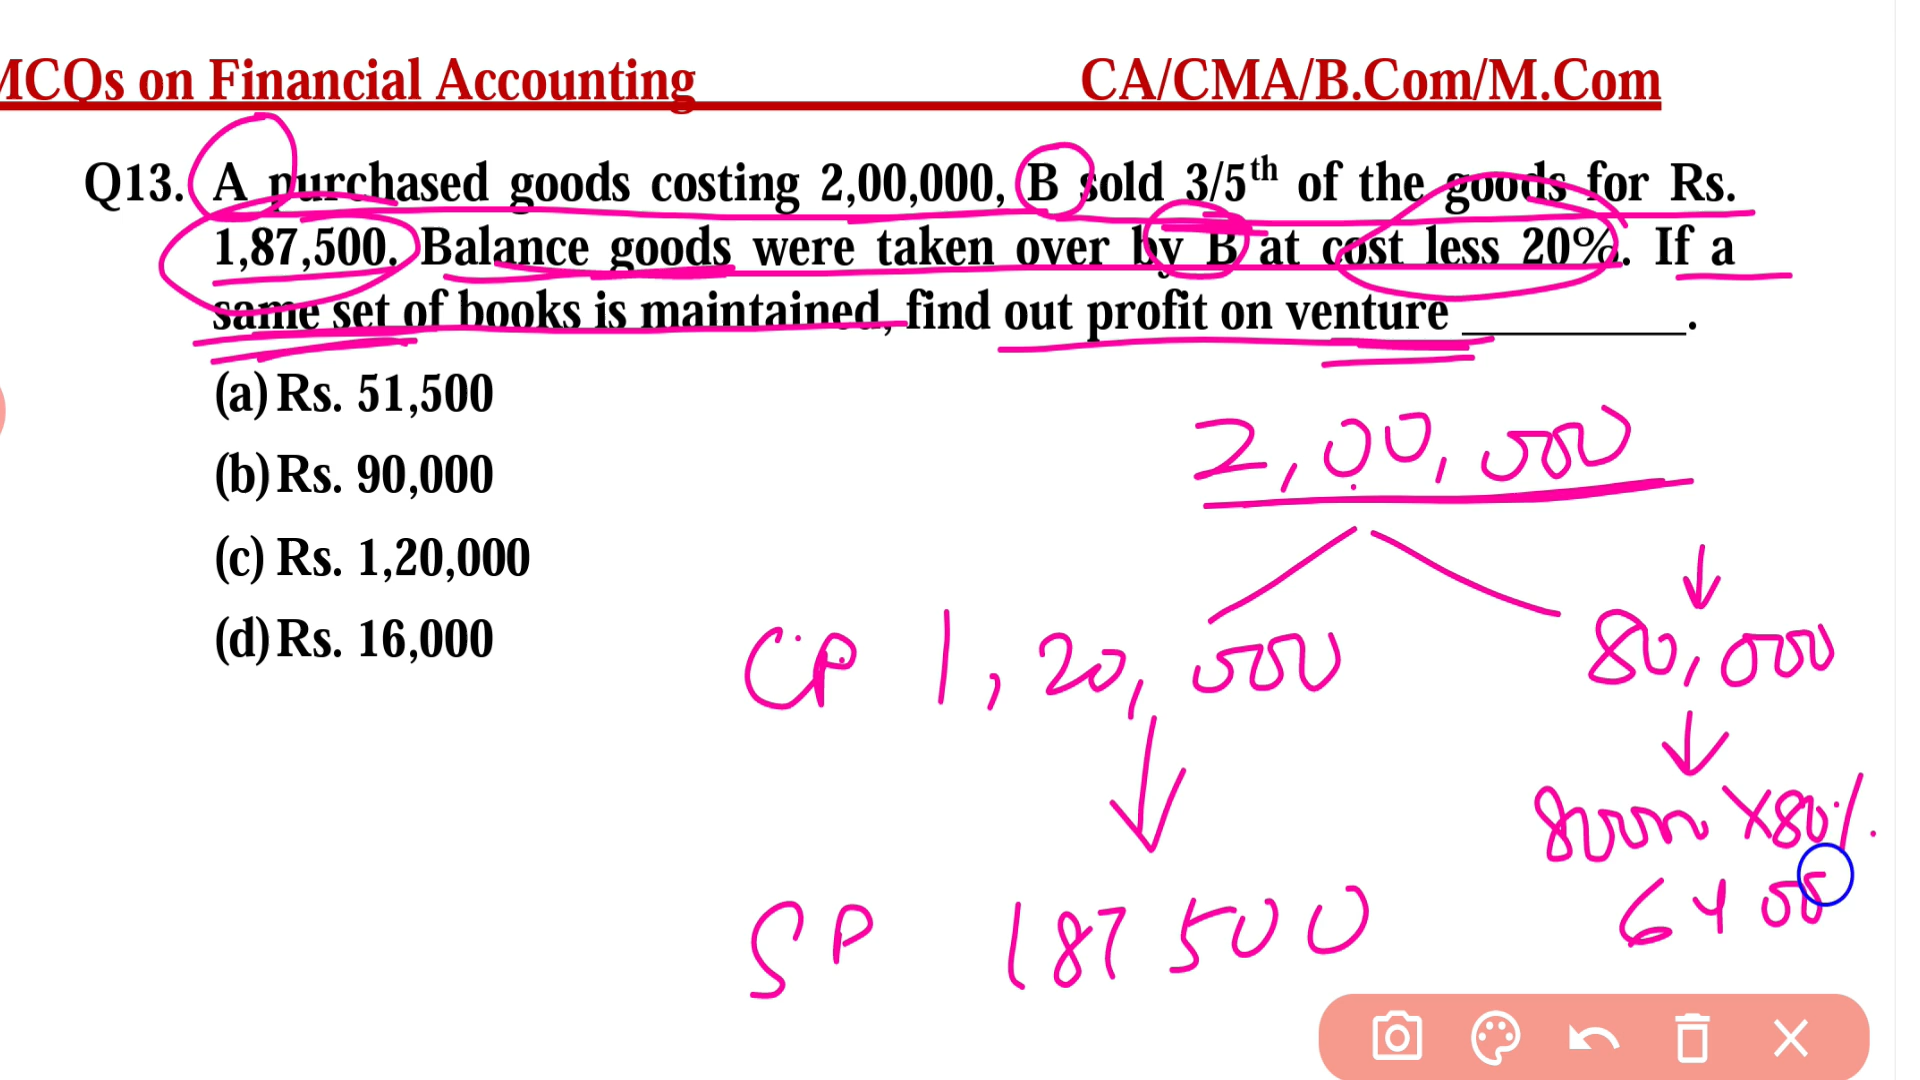 MCQs on Financial Accounting CA/CMA/B.Com/M.Com
Q13. A purchased goods costing 2,00,000, B sold 3/5th of the goods for Rs.
1,87,500. Balance goods were taken over by B at cost less 20%. If a
same set of books is maintained, find out profit on venture __________.
(a) Rs. 51,500
(b) Rs. 90,000
(c) Rs. 1,20,000
(d) Rs. 16,000
2,00,000
CP 1,20,000 80,000
80000 X80%.
SP 187500 6400